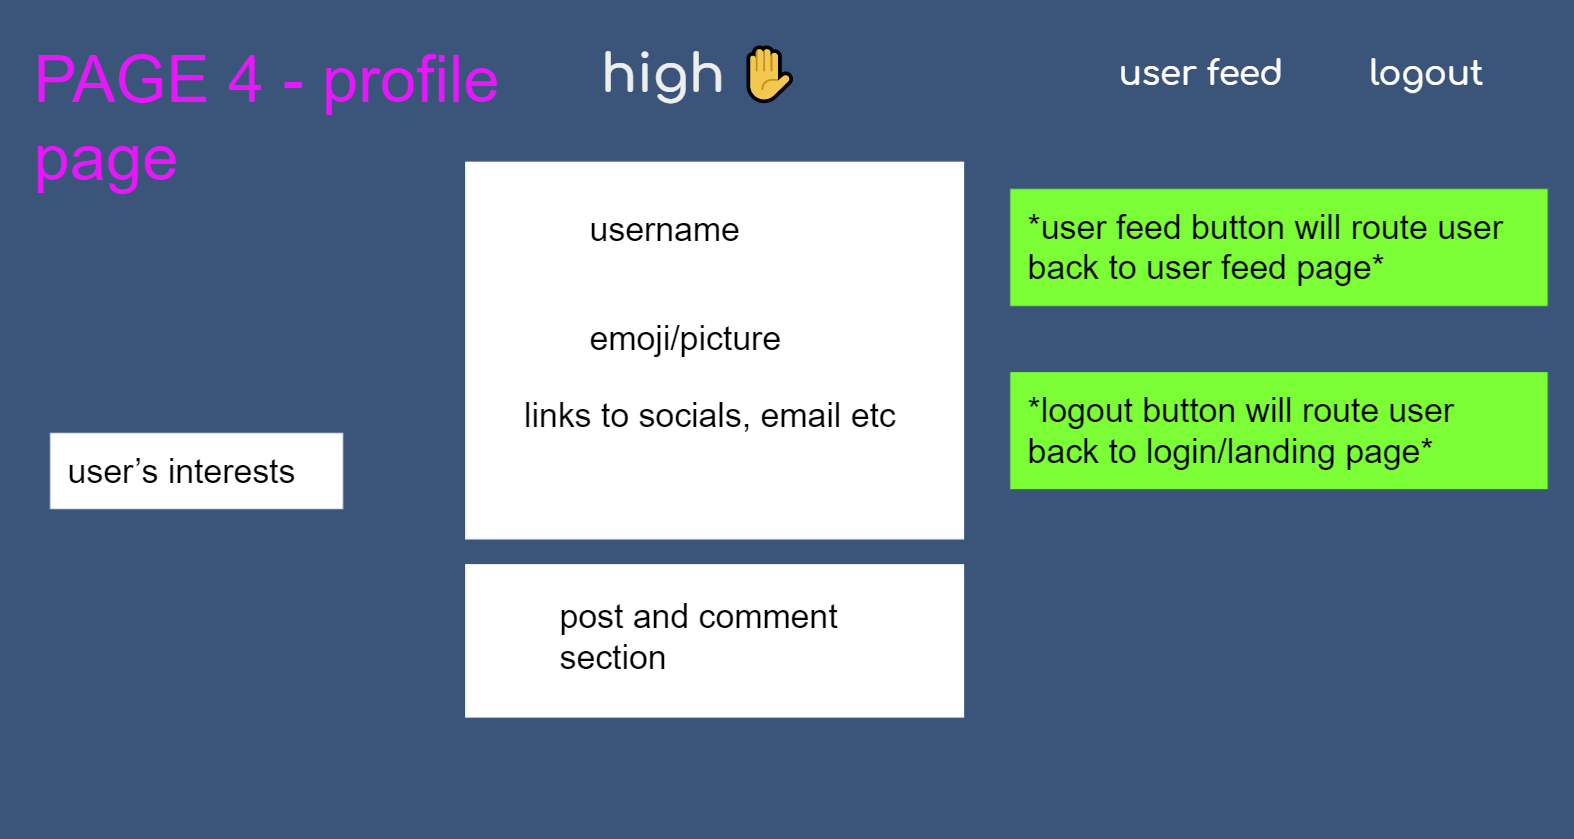 PAGE 4 - profile
page
high
user feed
logout
username
emoji/picture
links to socials, email etc
user’s interests
post and comment
section
*user feed button will route user
back to user feed page*
*logout button will route user
back to login/landing page*